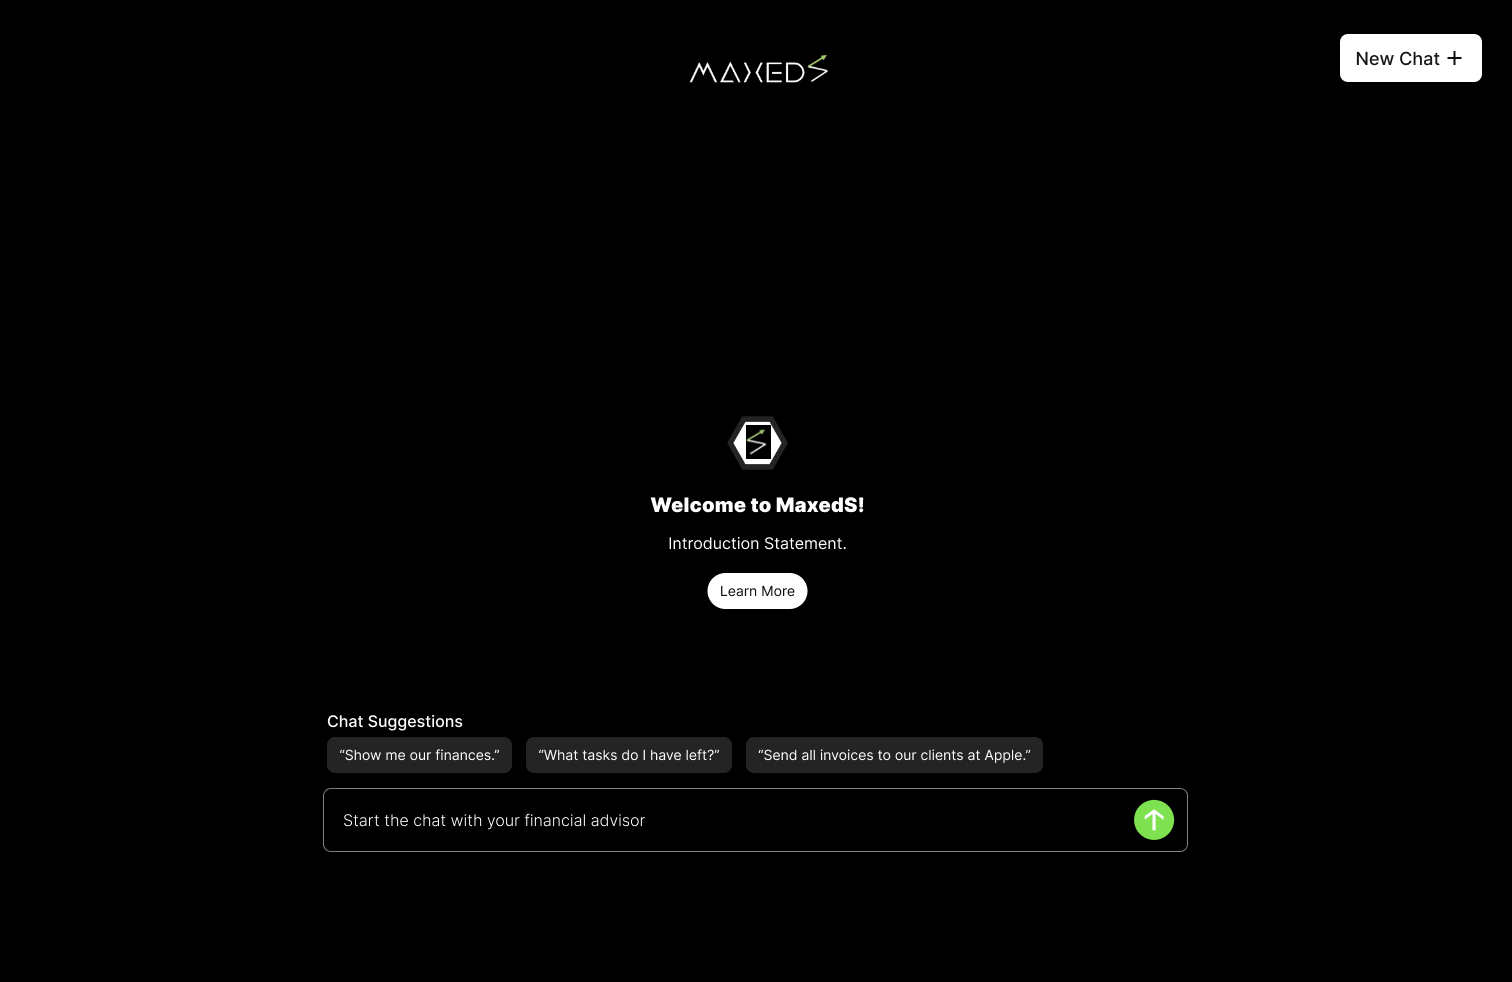 MAXEDS
New Chat +
Welcome to MaxedS!
Introduction Statement.
Learn More
Chat Suggestions
“Show me our finances.”
“What tasks do I have left?”
“Send all invoices to our clients at Apple.”
Start the chat with your financial advisor